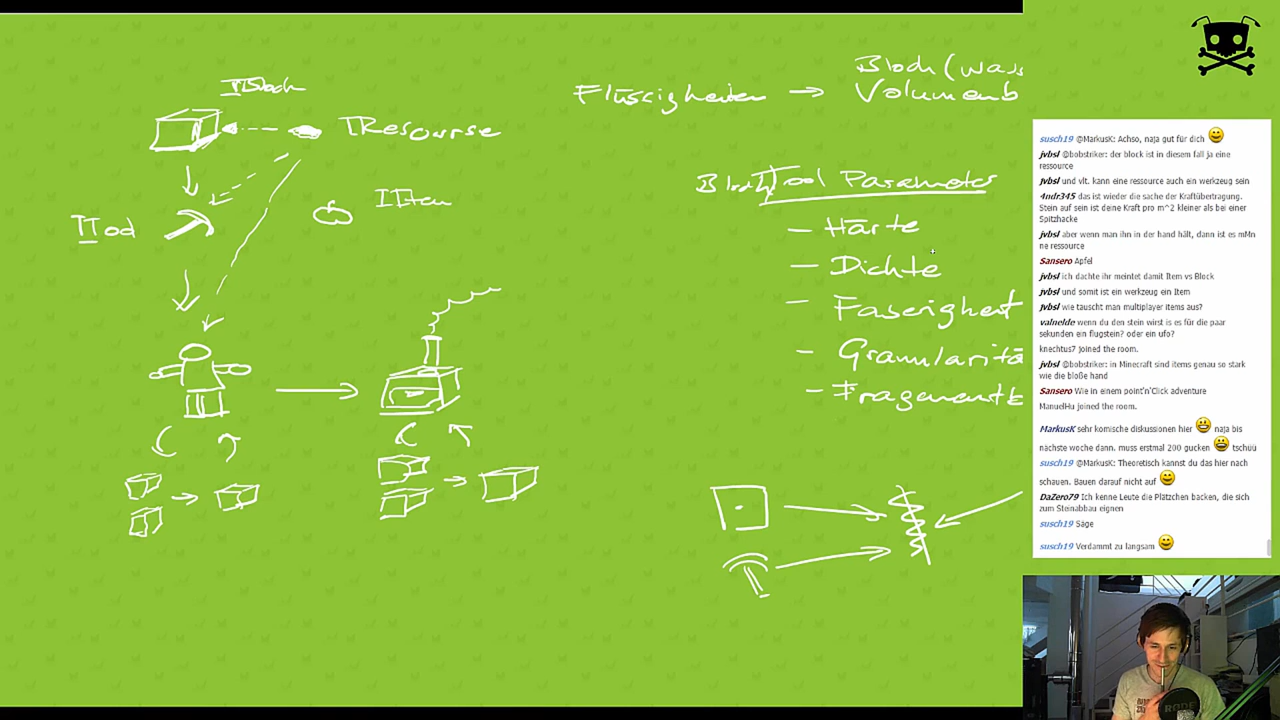 IBlock
IResourse
IItem
ITool
Flüssigkeiten → Block (was
Volumenb
Block/Tool Parameter
– Härte
– Dichte
– Faserigkeit
– Granularitä
– Fragment
susch19 @MarkusK: Achso, naja gut für dich
jvbsl @bobstriker: der block ist in diesem fall ja eine
ressource
jvbsl und vlt. kann eine ressource auch ein werkzeug sein
4ndr345 das ist wieder die sache der Kraftübertragung.
Stein auf sein ist deine Kraft pro m^2 kleiner als bei einer
Spitzhacke
jvbsl aber wenn man ihn in der hand hält, dann ist es mMn
ne ressource
Sansero Apfel
jvbsl ich dachte ihr meintet damit Item vs Block
jvbsl und somit ist ein werkzeug ein Item
jvbsl wie tauscht man multiplayer items aus?
valnelde wenn du den stein wirst is es für die paar
sekunden ein flugstein? oder ein ufo?
knechtus7 joined the room.
jvbsl @bobstriker: in Minecraft sind items genau so stark
wie die bloße hand
Sansero Wie in einem point'n'Click adventure
ManuelHu joined the room.
MarkusK sehr komische diskussionen hier naja bis
nächste woche dann. muss erstmal 200 gucken tschüü
susch19 @MarkusK: Theoretisch kannst du das hier nach
schauen. Bauen darauf nicht auf
DaZero79 Ich kenne Leute die Plätzchen backen, die sich
zum Steinabbau eignen
susch19 Säge
susch19 Verdammt zu langsam
RODE